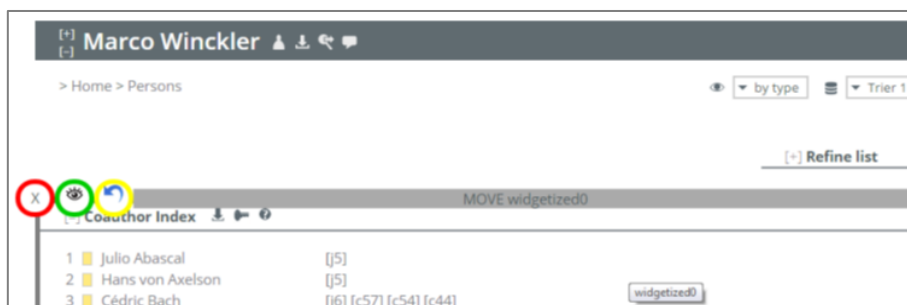 [+]
[-] Marco Winckler
> Home > Persons
by type
Trier 1
[+] Refine list
X
MOVE widgetized0
[-] Coauthor Index
1 Julio Abascal [j5]
2 Hans von Axelson [j5]
3 Cédric Bach [j6] [c57] [c54] [c44]
widgetized0